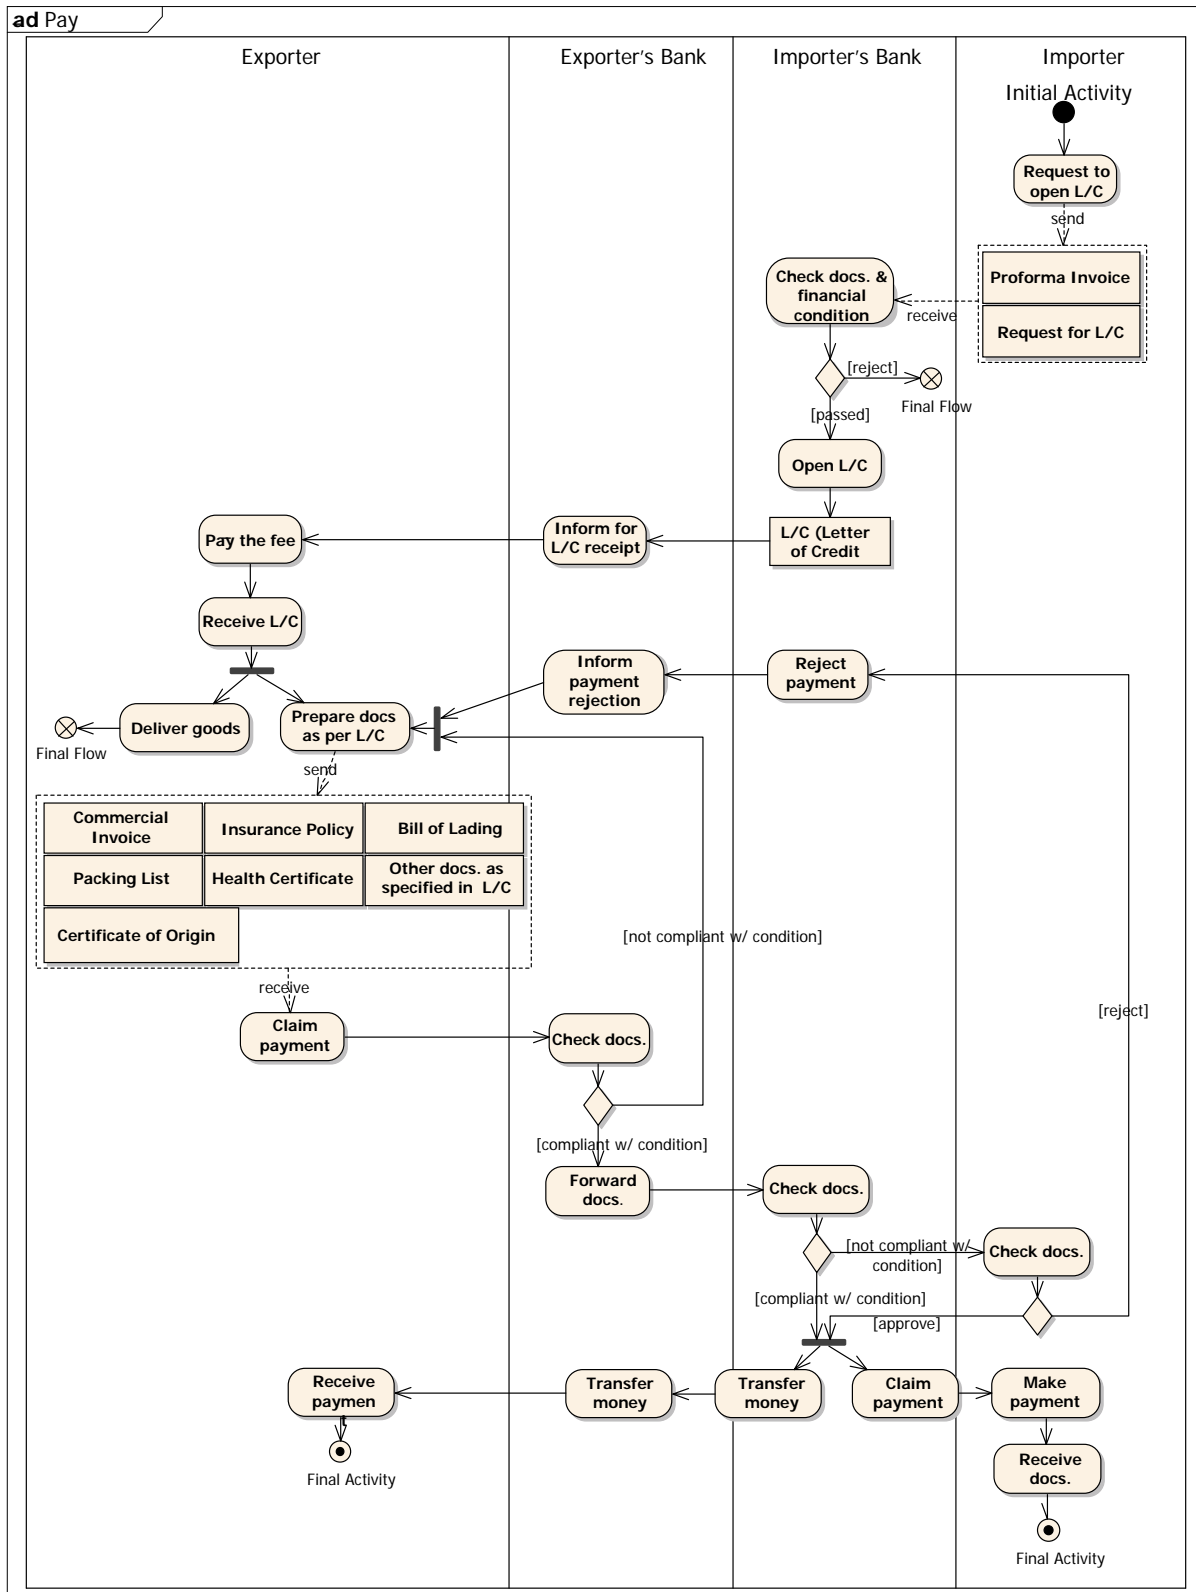 ad Pay
Exporter
Exporter's Bank
Importer's Bank
Importer
Initial Activity
Request to
open L/C
send
Proforma Invoice
Request for L/C
Check docs. &
financial
condition
receive
[reject]
Final Flow
[passed]
Open L/C
L/C (Letter
of Credit
Inform for
L/C receipt
Pay the fee
Receive L/C
Inform
payment
rejection
Reject
payment
Deliver goods
Final Flow
Prepare docs
as per L/C
send
Commercial
Invoice
Insurance Policy
Bill of Lading
Packing List
Health Certificate
Other docs. as
specified in L/C
Certificate of Origin
[not compliant w/ condition]
receive
[reject]
Claim
payment
Check docs.
[compliant w/ condition]
Forward
docs.
Check docs.
[not compliant w/
condition]
Check docs.
[compliant w/ condition]
[approve]
Receive
paymen
t
Transfer
money
Transfer
money
Claim
payment
Make
payment
Final Activity
Receive
docs.
Final Activity